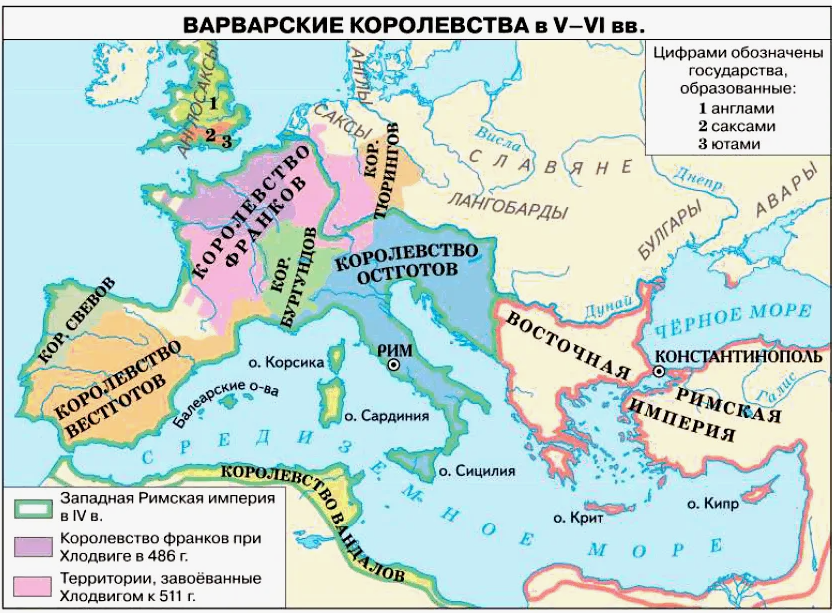 ВАРВАРСКИЕ КОРОЛЕВСТВА в V–VI вв.
Цифрами обозначены
государства,
образованные:
1 англами
2 саксами
3 ютами
АНГЛОСАКСЫ
1
2
3
АНГЛЫ
САКСЫ
КОР.
ТЮРИНГОВ
Висла
СЛАВЯНЕ
Днепр
ЛАНГОБАРДЫ
БУЛГАРЫ
АВАРЫ
КОРОЛЕВСТВО
ФРАНКОВ
КОР.
БУРГУНДОВ
КОРОЛЕВСТВО
ОСТГОТОВ
Дунай
ЧЁРНОЕ МОРЕ
КОР. СВЕВОВ
КОРОЛЕВСТВО
ВЕСТГОТОВ
о. Корсика
РИМ
ВОСТОЧНАЯ
КОНСТАНТИНОПОЛЬ
Галис
РИМСКАЯ
ИМПЕРИЯ
Балеарские о-ва
о. Сардиния
о. Сицилия
СРЕДИЗЕМНОЕ МОРЕ
КОРОЛЕВСТВО ВАНДАЛОВ
о. Крит
о. Кипр
Западная Римская империя
в IV в.
Королевство франков при
Хлодвиге в 486 г.
Территории, завоёванные
Хлодвигом к 511 г.